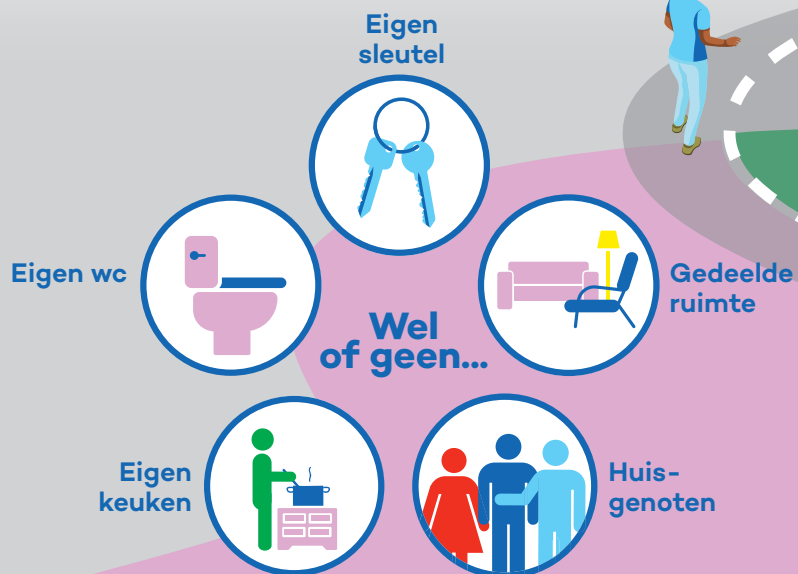 Eigen
sleutel
Eigen wc
Gedeelde
ruimte
Wel
of geen...
Eigen
keuken
Huis-
genoten